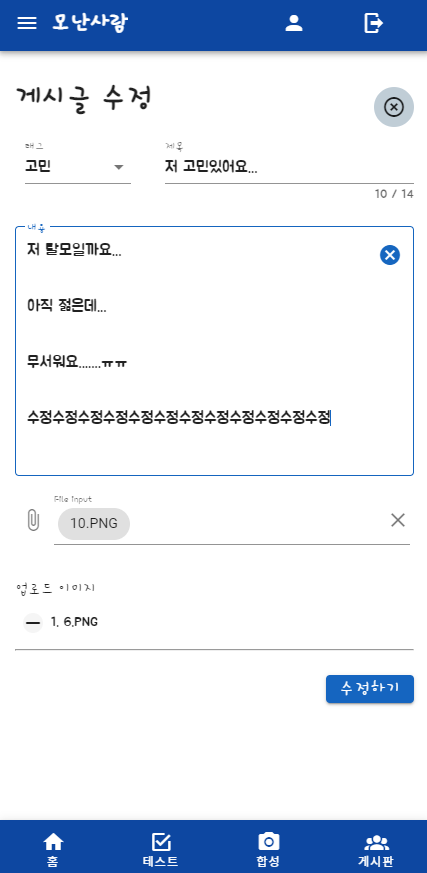 모난사람
게시글 수정
태그
제목
고민
저 고민있어요...
10 / 14
내용
저 탈모일까요...
아직 젊은데...
무서워요.......ㅠㅠ
수정수정수정수정수정수정수정수정수정수정수정수정
File input
10.PNG
업로드 이미지
1. 6.PNG
수정하기
홈
테스트
합성
게시판